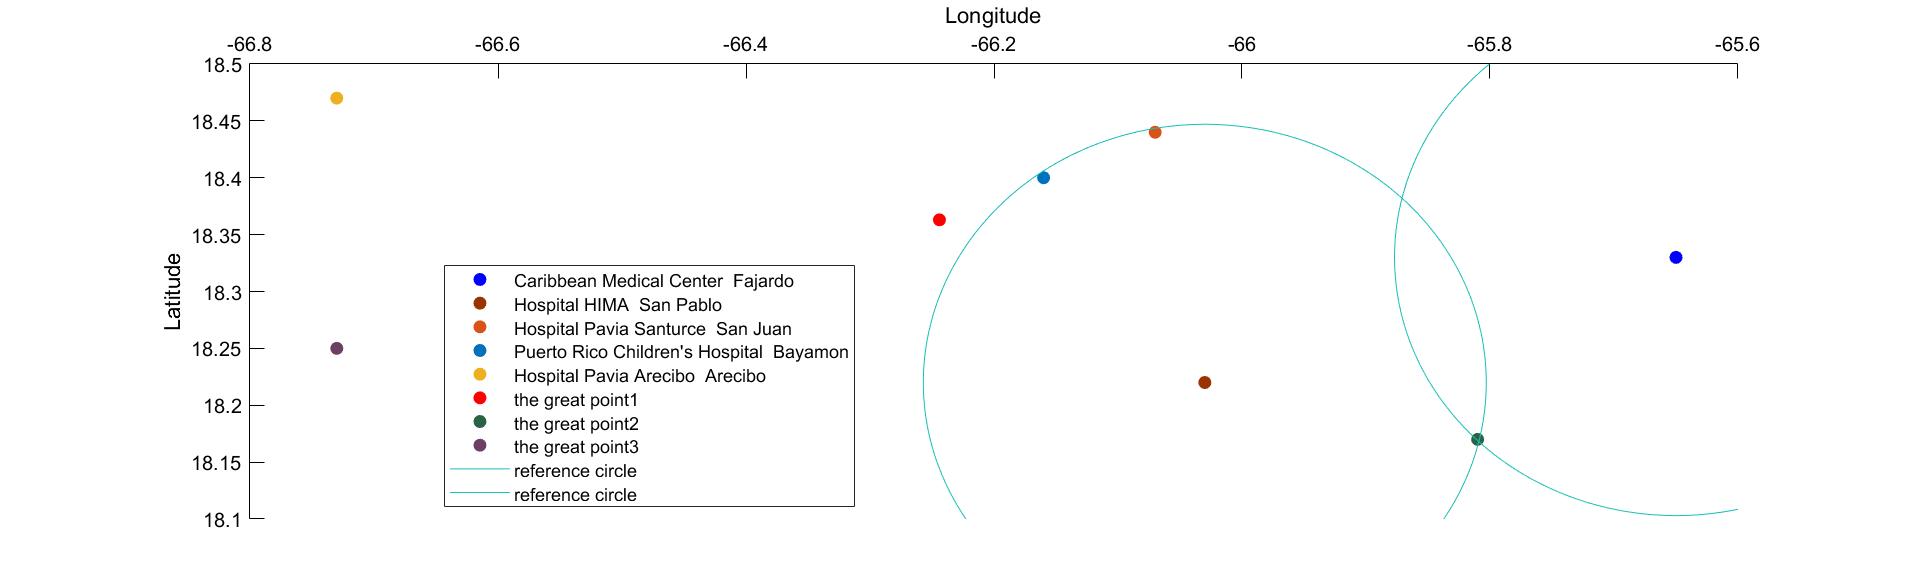 Longitude
-66.8 -66.6 -66.4 -66.2 -66 -65.8 -65.6
18.5
18.45
18.4
18.35
18.3
18.25
18.2
18.15
18.1
Latitude
Caribbean Medical Center  Fajardo
Hospital HIMA  San Pablo
Hospital Pavia Santurce  San Juan
Puerto Rico Children's Hospital  Bayamon
Hospital Pavia Arecibo  Arecibo
the great point1
the great point2
the great point3
reference circle
reference circle